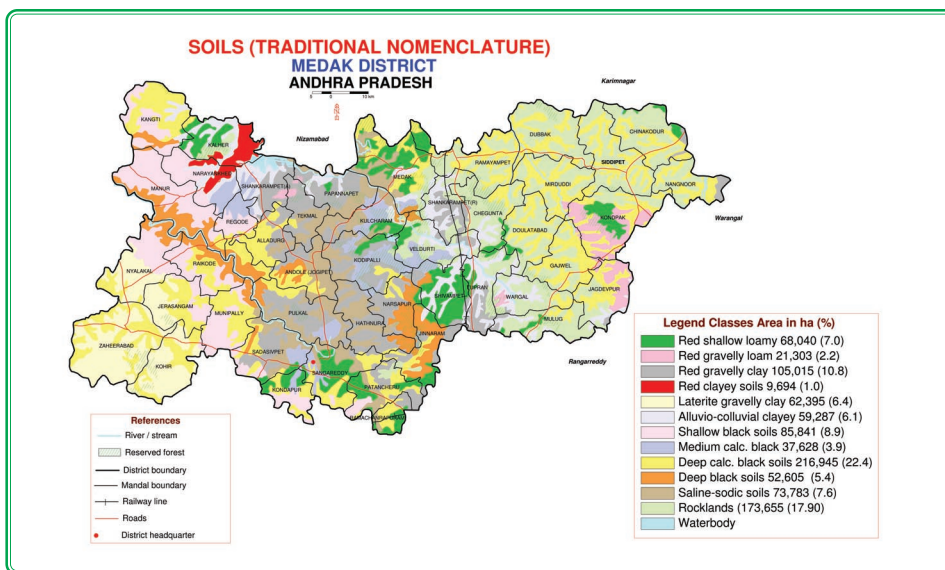 SOILS (TRADITIONAL NOMENCLATURE)
MEDAK DISTRICT
ANDHRA PRADESH
10 km
Karimnagar
Nizamabad
Warangal
Rangarreddy
KANGTI
KALHER
NARAYANKHED
MANUR
SHANKARAMPET(A)
REGODE
PAPANNAPET
TEKMAL
MEDAK
SHANKARAMPET(R)
RAMAYAMPET
DUBBAK
CHINAKODUR
SIDDIPET
MIRDUDDI
NANGNOOR
CHEGUNTA
KULCHARAM
KONDPAK
DOULATABAD
ALLADURG
VELDURTI
KODIPALLI
RAIKODE
NYALAKAL
ANDOLE (JOGIPET)
GAJWEL
JAGDEVPUR
JERASANGAM
MUNIPALLY
PULKAL
NARSAPUR
SHIVAMPET
TUPRAN
WARGAL
MULUG
HATHNURA
JINNARAM
ZAHEERABAD
KOHIR
SADASIVPET
SANGAREDDY
KONDAPUR
PATANCHERU
RAMACHANDRAPURAM
References
River / stream
Reserved forest
District boundary
Mandal boundary
Railway line
Roads
District headquarter
Legend Classes Area in ha (%)
Red shallow loamy 68,040 (7.0)
Red gravelly loam 21,303 (2.2)
Red gravelly clay 105,015 (10.8)
Red clayey soils 9,694 (1.0)
Laterite gravelly clay 62,395 (6.4)
Alluvio-colluvial clayey 59,287 (6.1)
Shallow black soils 85,841 (8.9)
Medium calc. black 37,628 (3.9)
Deep calc. black soils 216,945 (22.4)
Deep black soils 52,605 (5.4)
Saline-sodic soils 73,783 (7.6)
Rocklands (173,655 (17.90)
Waterbody